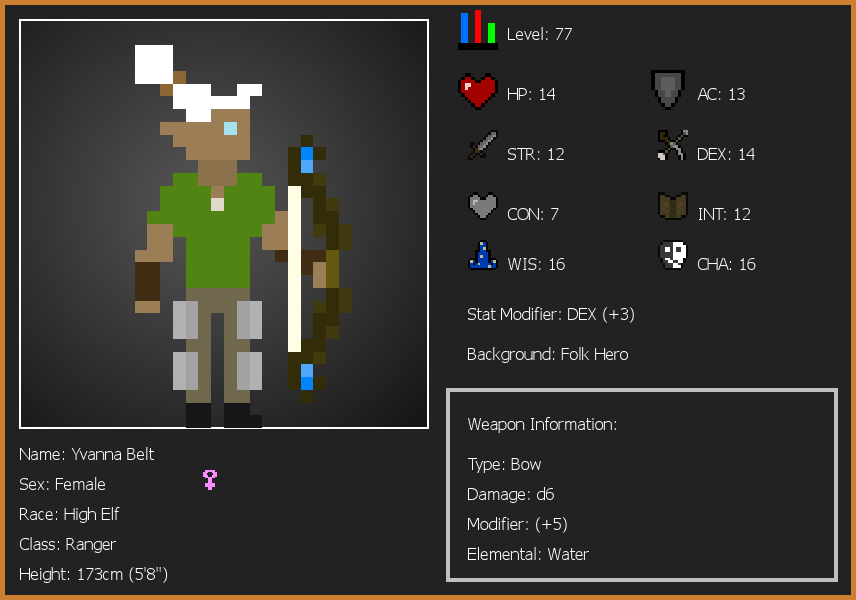 Level: 77
HP: 14
AC: 13
STR: 12
DEX: 14
CON: 7
INT: 12
WIS: 16
CHA: 16
Stat Modifier: DEX (+3)
Background: Folk Hero
Weapon Information:
Type: Bow
Damage: d6
Modifier: (+5)
Elemental: Water
Name: Yvanna Belt
Sex: Female
Race: High Elf
Class: Ranger
Height: 173cm (5'8")